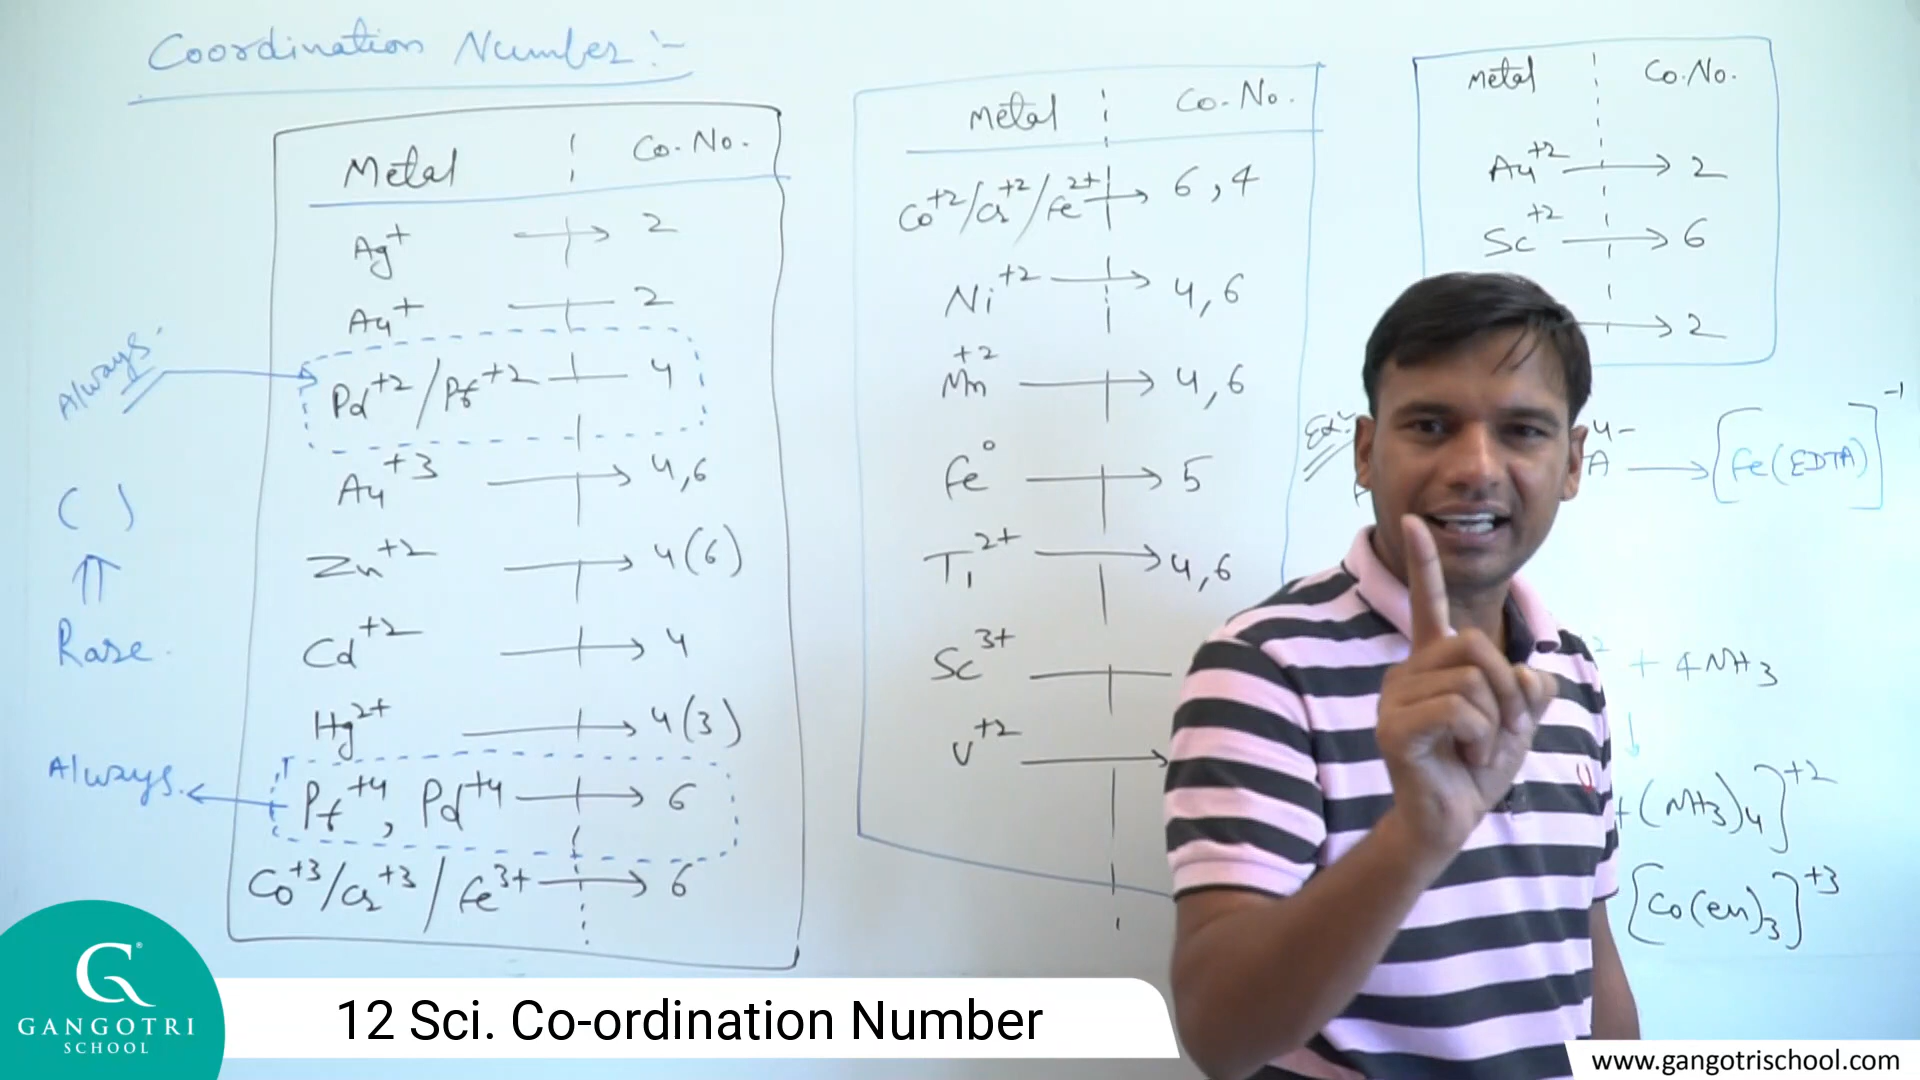 Coordination Number :-
Metal Co. No.
Ag+ → 2
Au+ — 2
Always.
Pd+2 / Pt+2 — 4
Au+3 → 4,6
( )
⇑
Rare.
Zn+2 → 4(6)
Cd+2 → 4
Hg2+ → 4(3)
Always.
Pt+4, Pd+4 → 6
Co+3/Cr+3/Fe3+ → 6
Metal Co. No.
Co+2/Cr+2/Fe2+ → 6,4
Ni+2 → 4,6
Mn+2 → 4,6
Fe0 → 5
Ti2+ → 4,6
Sc3+
V+2 →
Metal Co. No.
Au+2 → 2
Sc+2 → 6
→ 2
4-
A → [Fe(EDTA)]-1
+ 4NH3
↓
(NH3)4]+2
[Co(en)3]+3
G®
GANGOTRI
SCHOOL
12 Sci. Co-ordination Number
www.gangotrischool.com